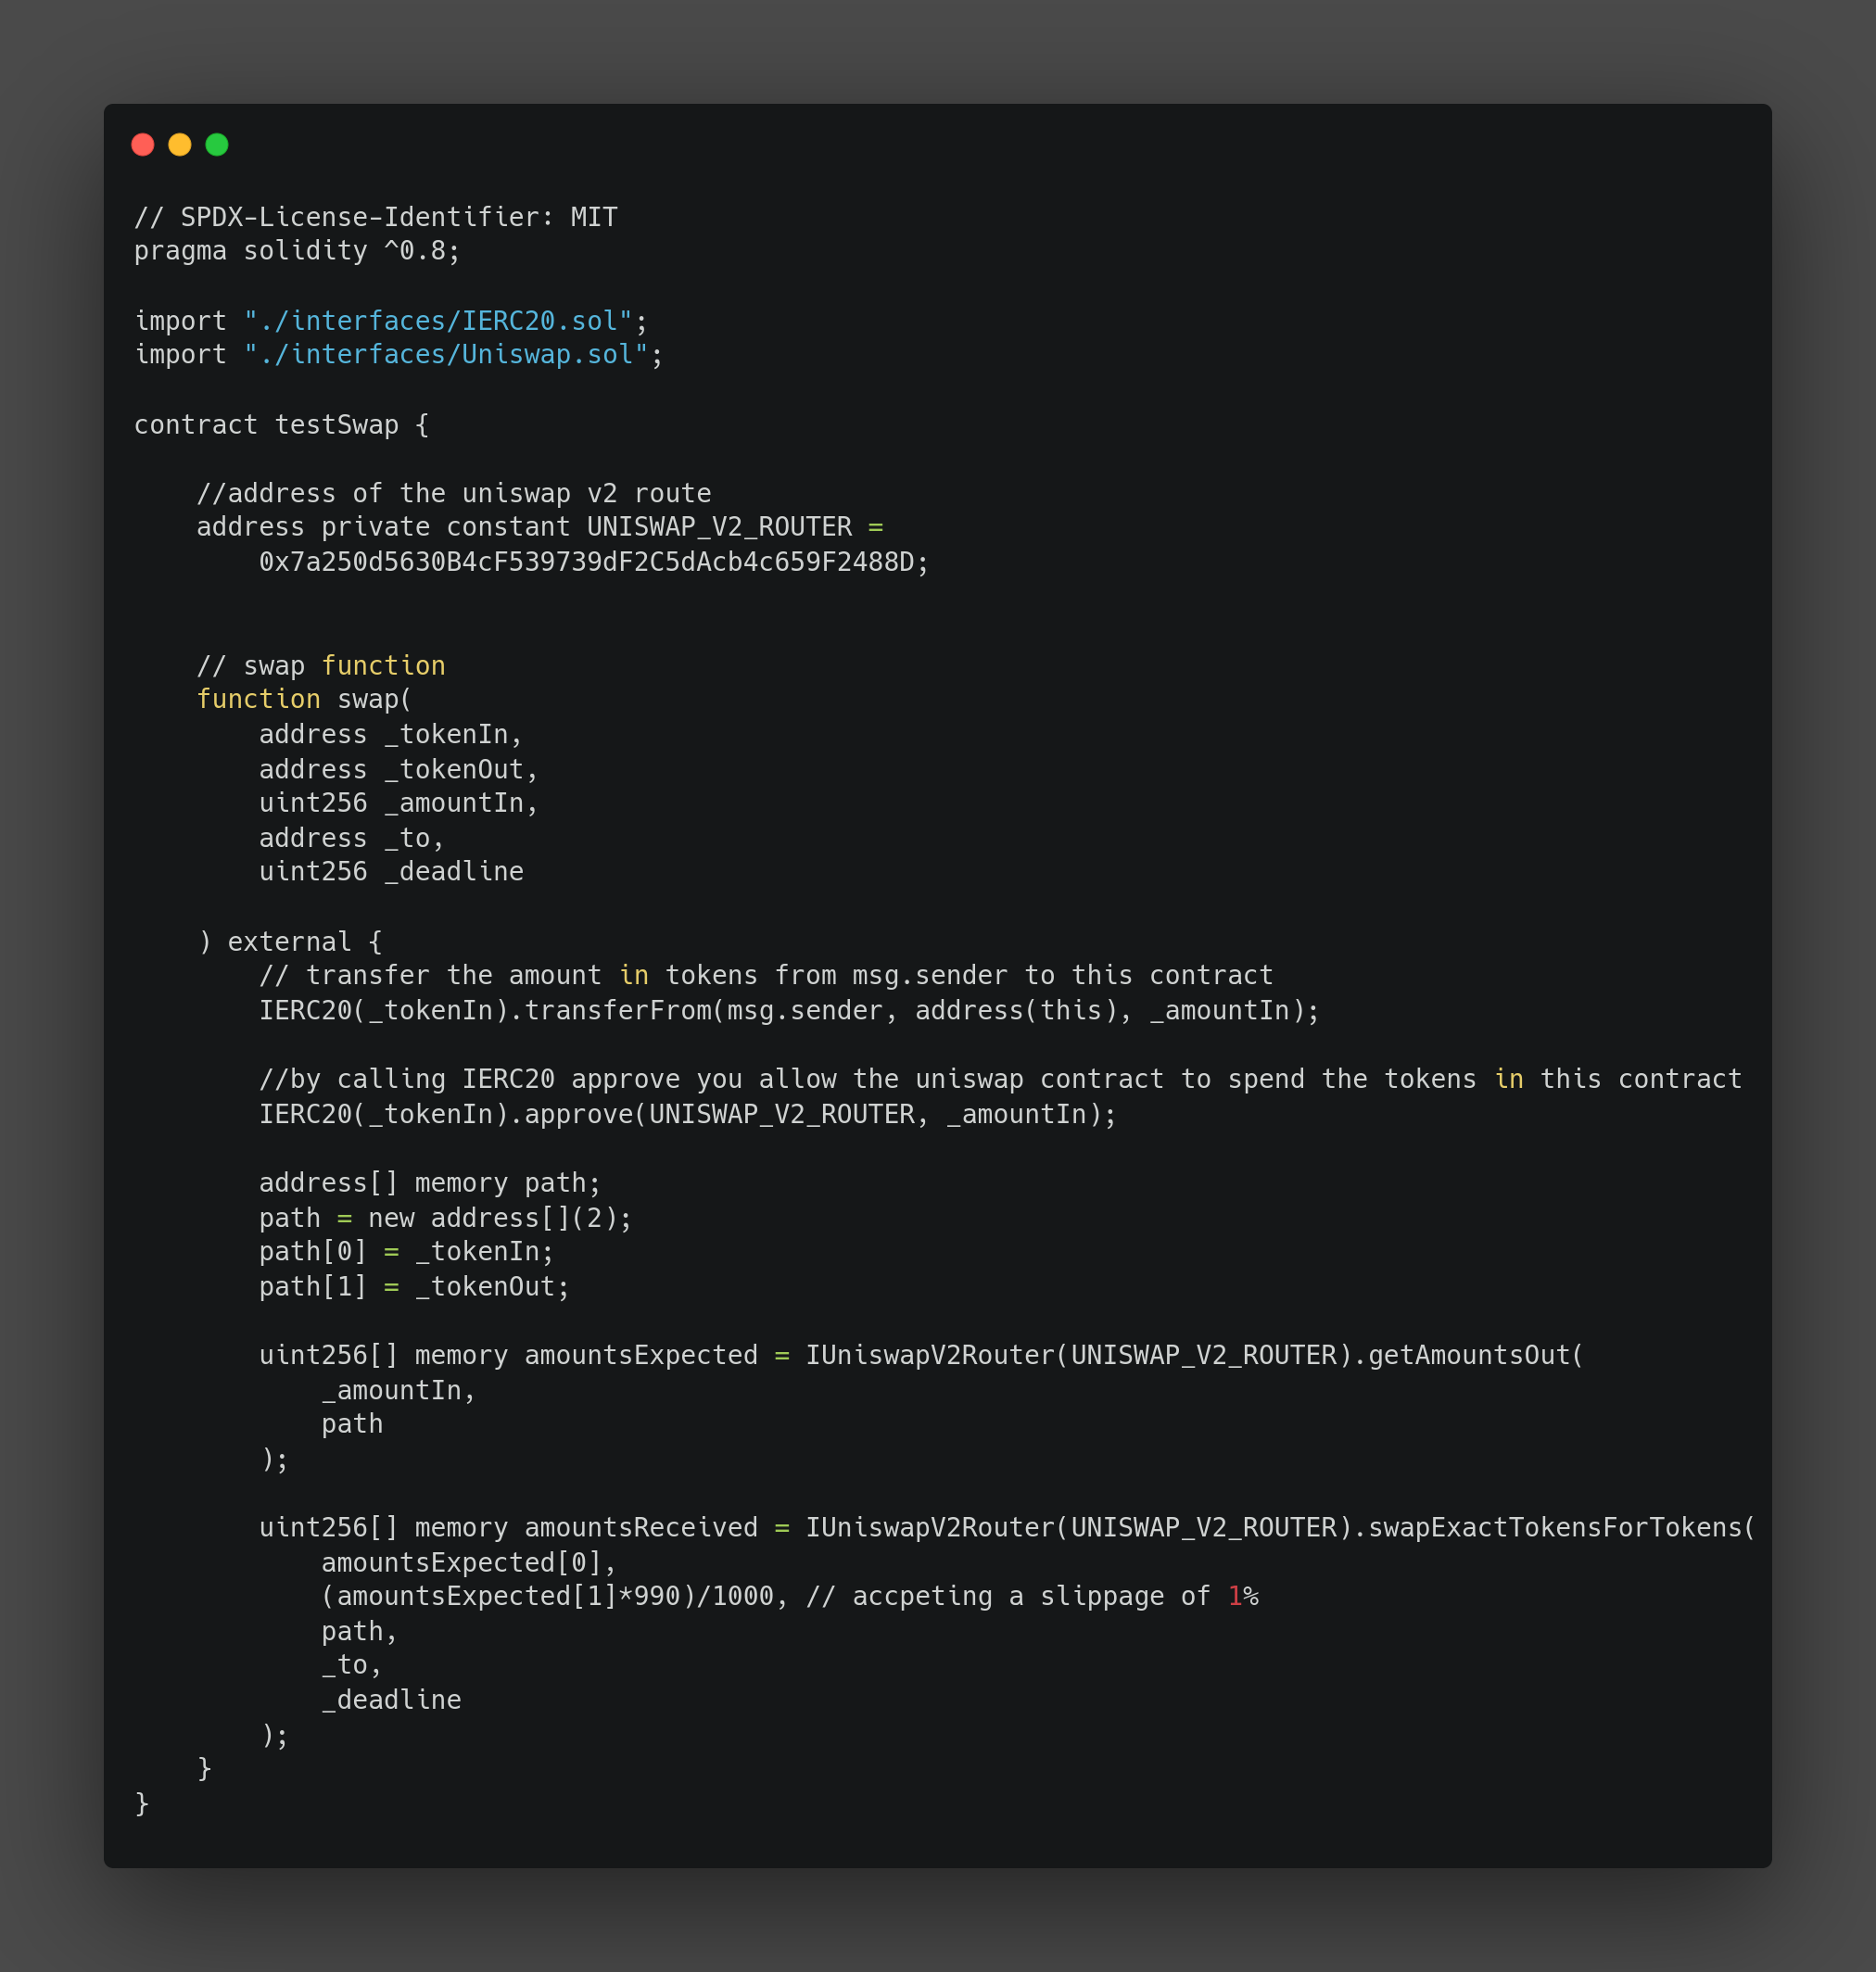 // SPDX-License-Identifier: MIT
pragma solidity ^0.8;
import "./interfaces/IERC20.sol";
import "./interfaces/Uniswap.sol";
contract testSwap {
//address of the uniswap v2 route
address private constant UNISWAP_V2_ROUTER =
0x7a250d5630B4cF539739dF2C5dAcb4c659F2488D;
// swap function
function swap(
address _tokenIn,
address _tokenOut,
uint256 _amountIn,
address _to,
uint256 _deadline
) external {
// transfer the amount in tokens from msg.sender to this contract
IERC20(_tokenIn).transferFrom(msg.sender, address(this), _amountIn);
//by calling IERC20 approve you allow the uniswap contract to spend the tokens in this contract
IERC20(_tokenIn).approve(UNISWAP_V2_ROUTER, _amountIn);
address[] memory path;
path = new address[](2);
path[0] = _tokenIn;
path[1] = _tokenOut;
uint256[] memory amountsExpected = IUniswapV2Router(UNISWAP_V2_ROUTER).getAmountsOut(
_amountIn,
path
);
uint256[] memory amountsReceived = IUniswapV2Router(UNISWAP_V2_ROUTER).swapExactTokensForTokens(
amountsExpected[0],
(amountsExpected[1]*990)/1000, // accpeting a slippage of 1%
path,
_to,
_deadline
);
}
}